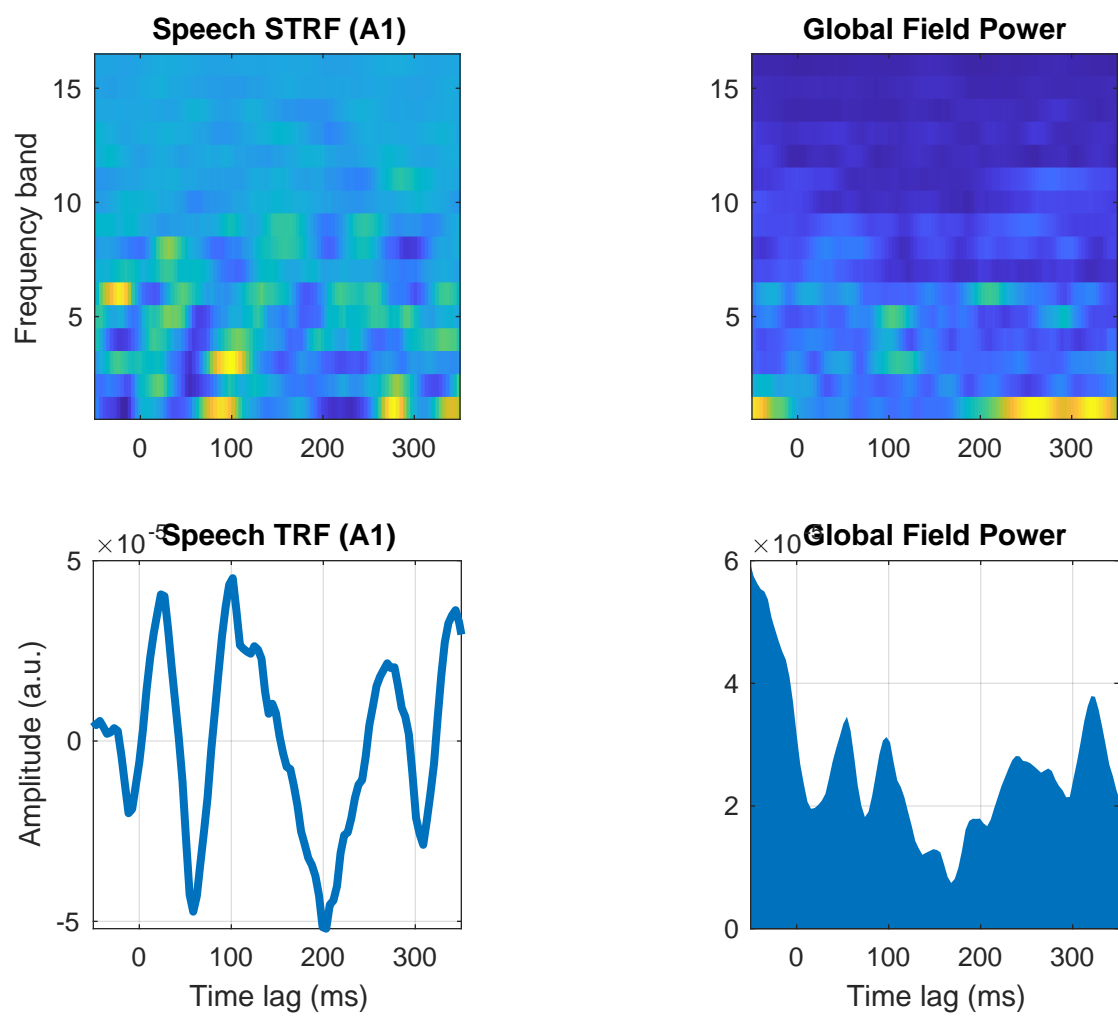 Speech STRF (A1)
Frequency band
15
10
5
0 100 200 300
Global Field Power
15
10
5
0 100 200 300
×10-5
Speech TRF (A1)
Amplitude (a.u.)
5
0
-5
0 100 200 300
Time lag (ms)
×10
Global Field Power
6
4
2
0
0 100 200 300
Time lag (ms)